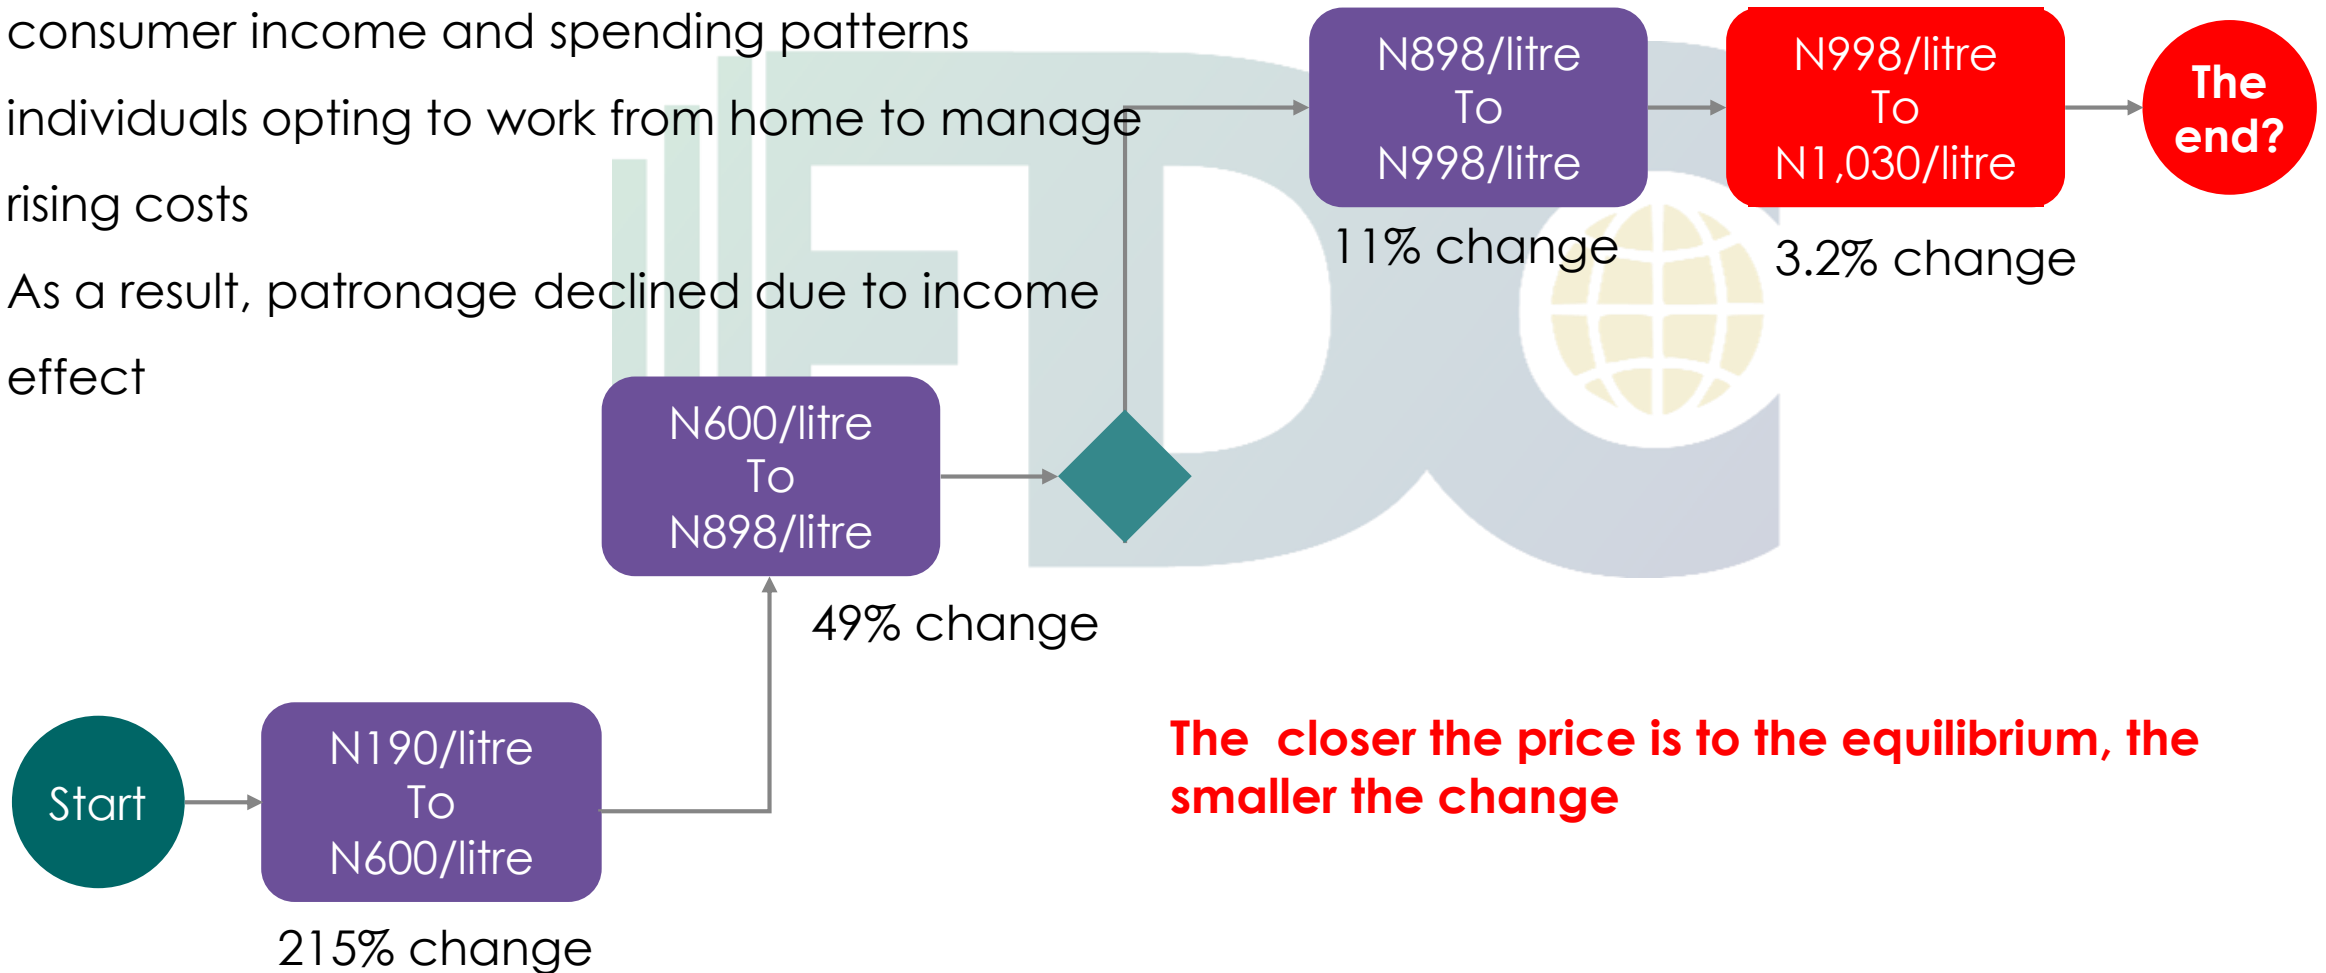 consumer income and spending patterns
individuals opting to work from home to manage
rising costs
As a result, patronage declined due to income
effect
N898/litre
To
N998/litre
11% change
N998/litre
To
N1,030/litre
3.2% change
The
end?
N600/litre
To
N898/litre
49% change
Start
N190/litre
To
N600/litre
215% change
The closer the price is to the equilibrium, the
smaller the change
FDC